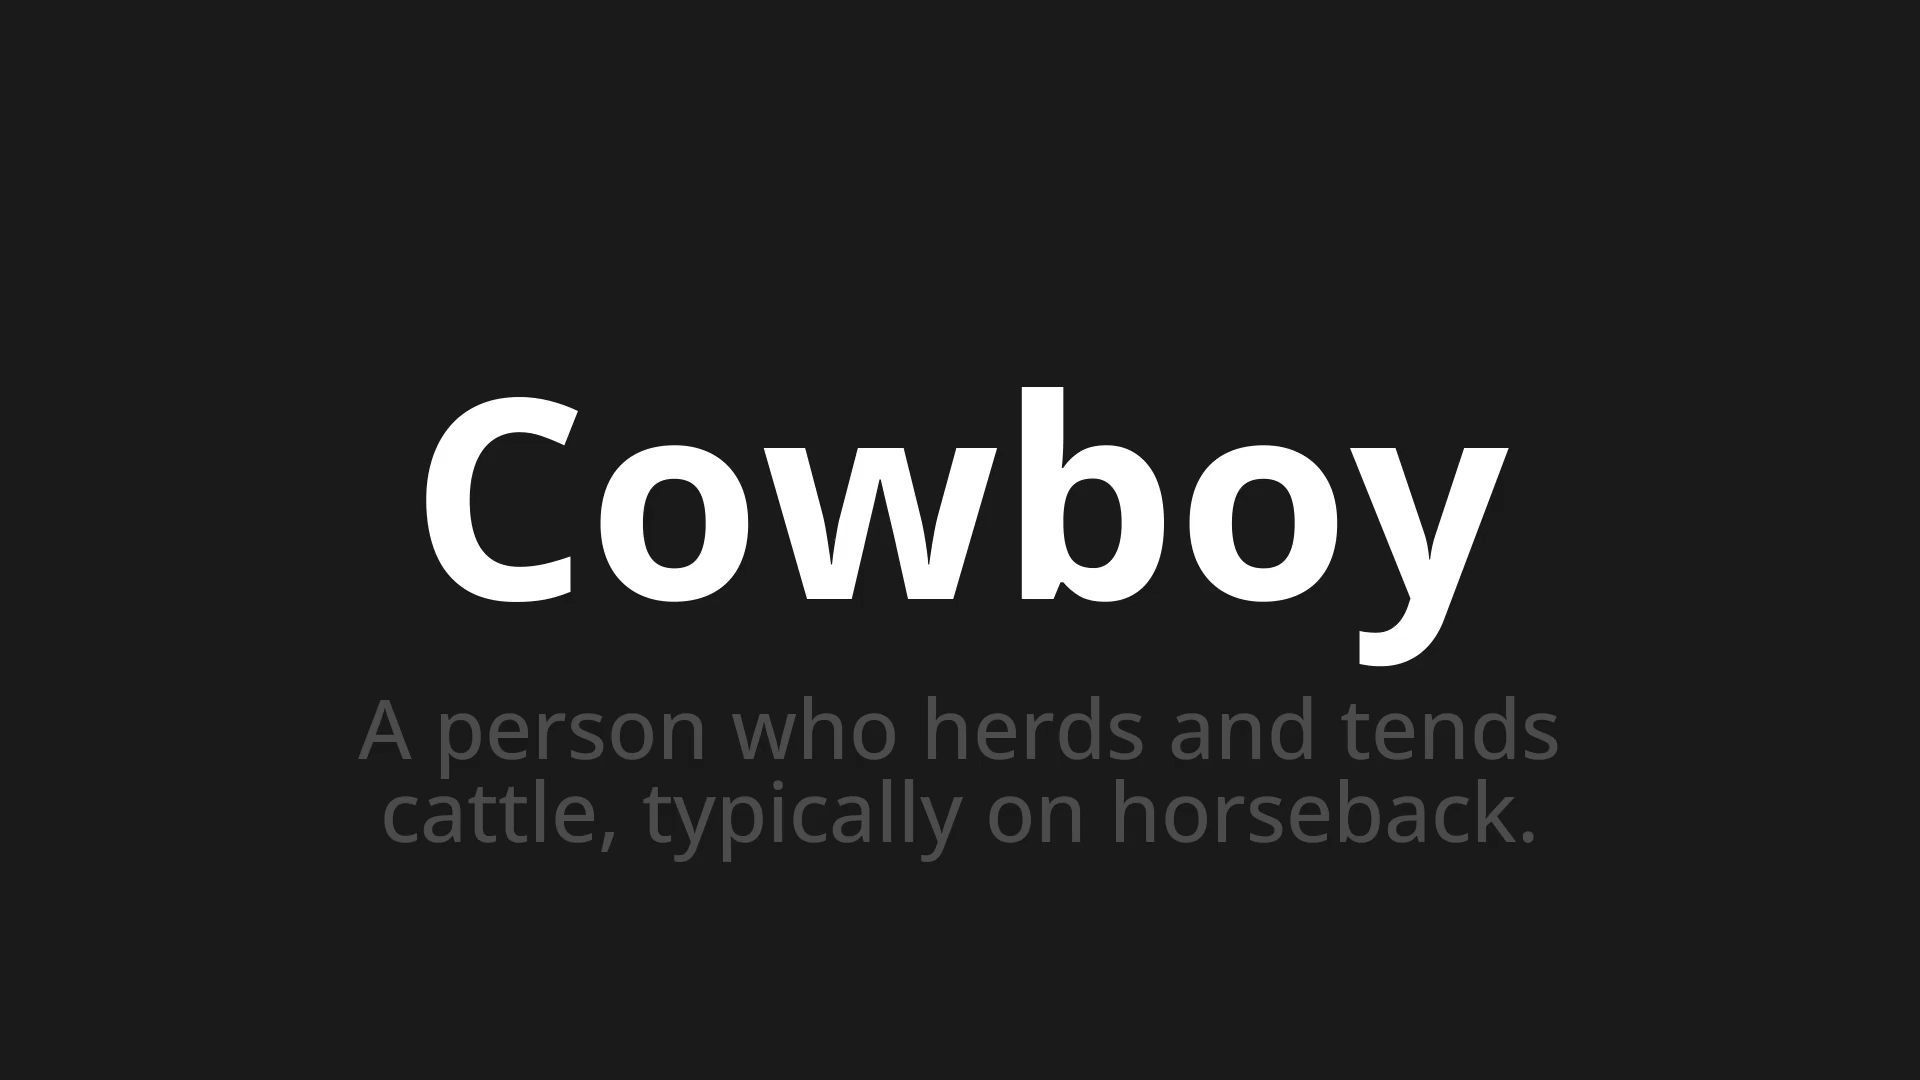 Cowboy
A person who herds and tends
cattle, typically on horseback.